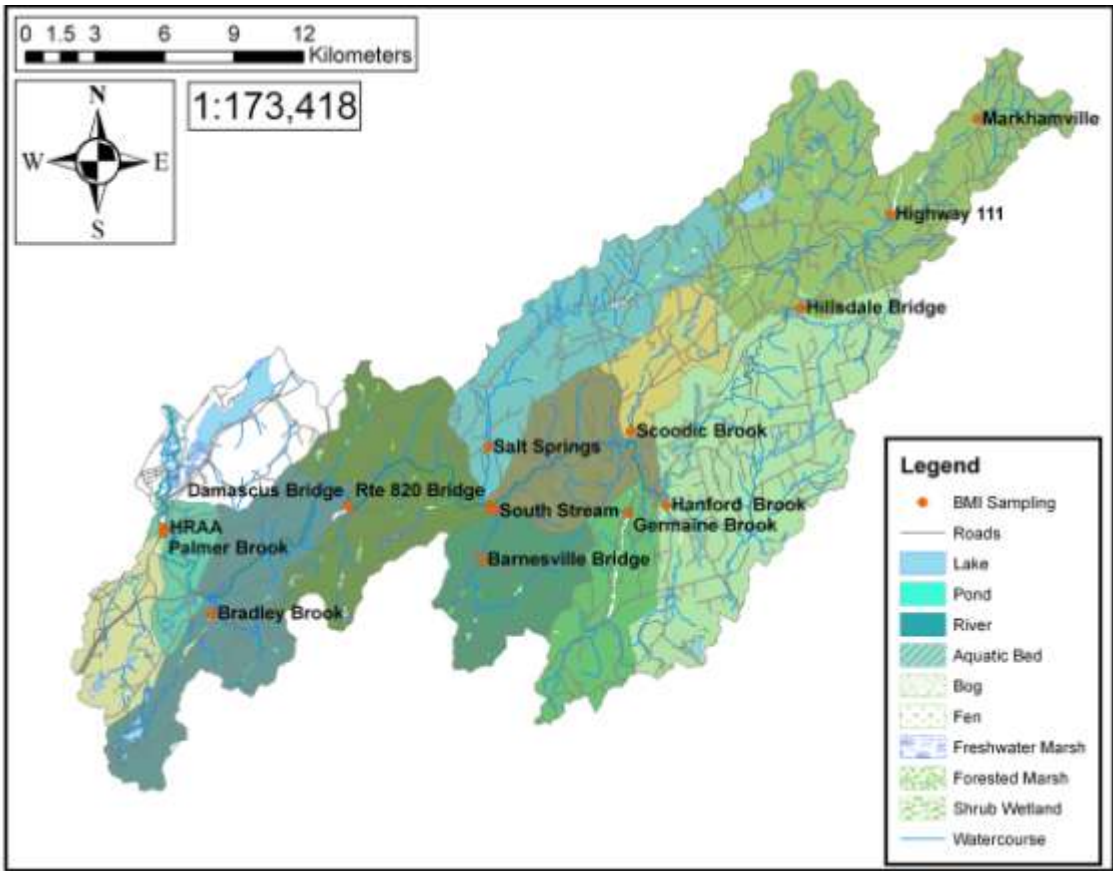 0 1.5 3 6 9 12
Kilometers
N
W E
S
1:173,418
Markhamville
Highway 111
Hillsdale Bridge
Scoodic Brook
Salt Springs
Damascus Bridge
Rte 820 Bridge
South Stream
Hanford Brook
Germaine Brook
HRAA
Palmer Brook
Barnesville Bridge
Bradley Brook
Legend
BMI Sampling
Roads
Lake
Pond
River
Aquatic Bed
Bog
Fen
Freshwater Marsh
Forested Marsh
Shrub Wetland
Watercourse